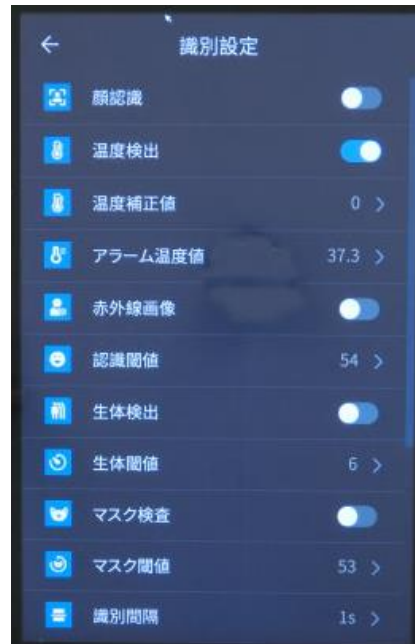 識別設定
顔認識
温度検出
温度補正値 0
アラーム温度値 37.3
赤外線画像
認識閾値 54
生体検出
生体閾値 6
マスク検査
マスク閾値 53
識別間隔 1s